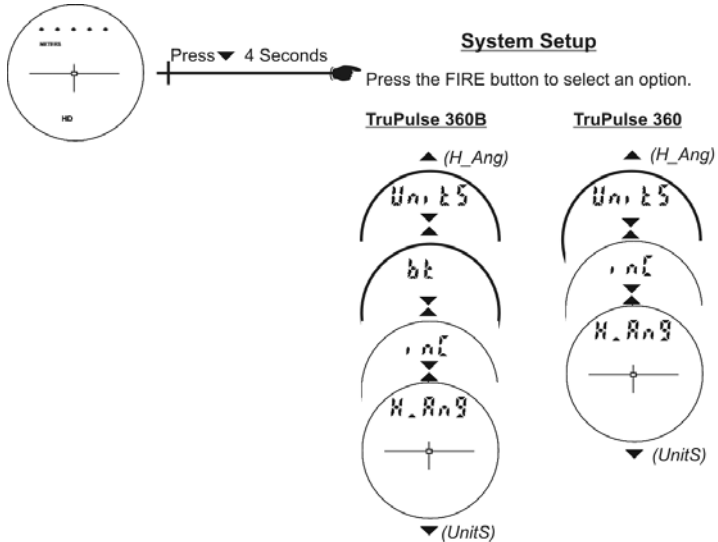 METERS
HD
Press▼ 4 Seconds
System Setup
Press the FIRE button to select an option.
TruPulse 360B
▲ (H_Ang)
UnitS
bt
inC
H_Ang
▼(UnitS)
TruPulse 360
▲ (H_Ang)
UnitS
inC
H_Ang
▼ (UnitS)